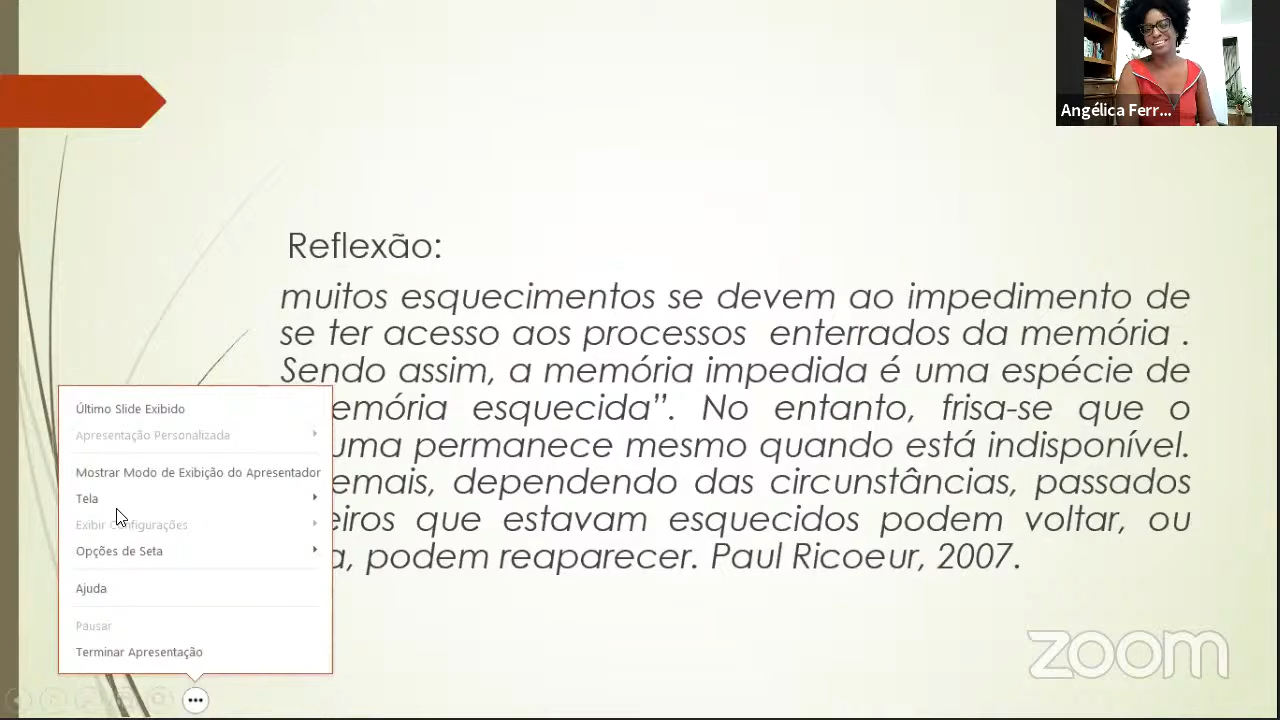 Angélica Ferr...
Reflexão:
muitos esquecimentos se devem ao impedimento de
se ter acesso aos processos enterrados da memória .
Sendo assim, a memória impedida é uma espécie de
emória esquecida”. No entanto, frisa-se que o
uma permanece mesmo quando está indisponível.
emais, dependendo das circunstâncias, passados
eiros que estavam esquecidos podem voltar, ou
a, podem reaparecer. Paul Ricoeur, 2007.
Último Slide Exibido
Apresentação Personalizada
Mostrar Modo de Exibição do Apresentador
Tela
Exibir Configurações
Opções de Seta
Ajuda
Pausar
Terminar Apresentação
zoom